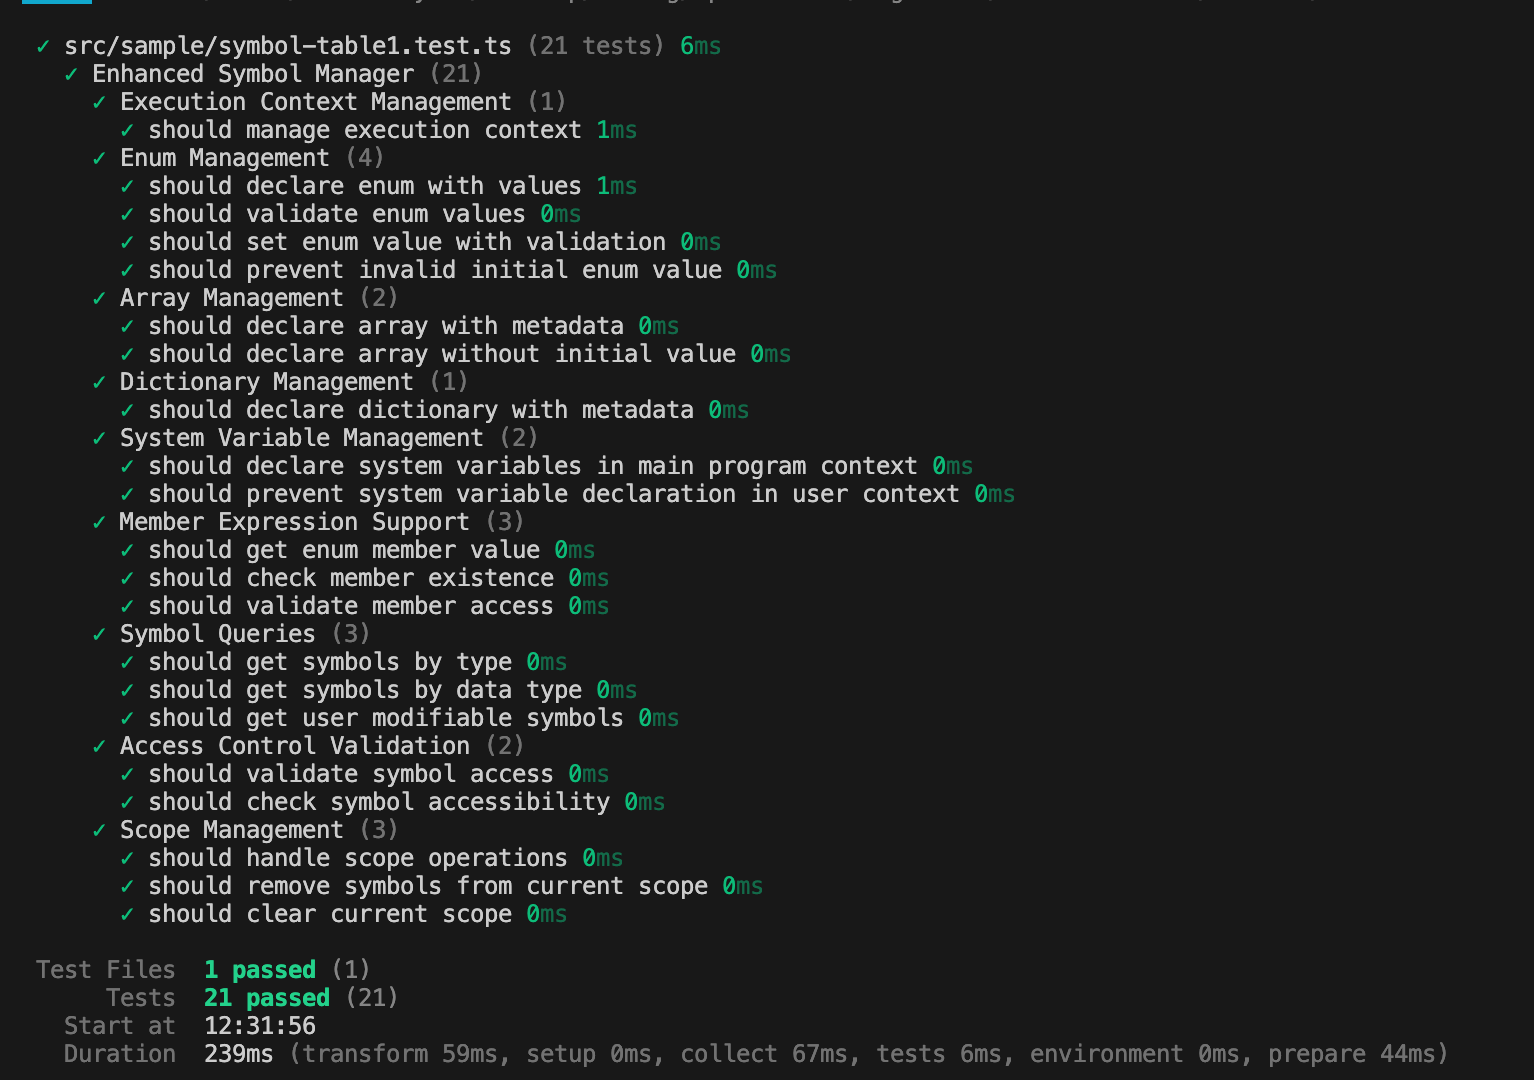 ✓ src/sample/symbol-table1.test.ts (21 tests) 6ms
✓ Enhanced Symbol Manager (21)
✓ Execution Context Management (1)
✓ should manage execution context 1ms
✓ Enum Management (4)
✓ should declare enum with values 1ms
✓ should validate enum values 0ms
✓ should set enum value with validation 0ms
✓ should prevent invalid initial enum value 0ms
✓ Array Management (2)
✓ should declare array with metadata 0ms
✓ should declare array without initial value 0ms
✓ Dictionary Management (1)
✓ should declare dictionary with metadata 0ms
✓ System Variable Management (2)
✓ should declare system variables in main program context 0ms
✓ should prevent system variable declaration in user context 0ms
✓ Member Expression Support (3)
✓ should get enum member value 0ms
✓ should check member existence 0ms
✓ should validate member access 0ms
✓ Symbol Queries (3)
✓ should get symbols by type 0ms
✓ should get symbols by data type 0ms
✓ should get user modifiable symbols 0ms
✓ Access Control Validation (2)
✓ should validate symbol access 0ms
✓ should check symbol accessibility 0ms
✓ Scope Management (3)
✓ should handle scope operations 0ms
✓ should remove symbols from current scope 0ms
✓ should clear current scope 0ms
Test Files 1 passed (1)
Tests 21 passed (21)
Start at 12:31:56
Duration 239ms (transform 59ms, setup 0ms, collect 67ms, tests 6ms, environment 0ms, prepare 44ms)